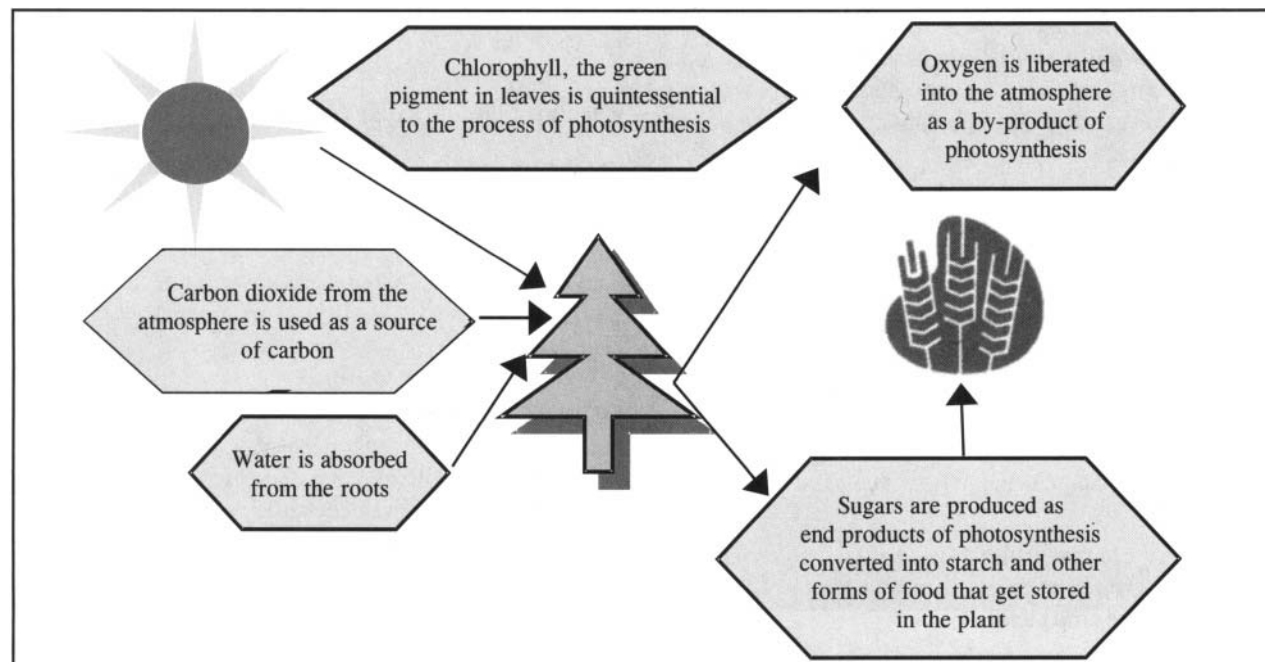 Chlorophyll, the green
pigment in leaves is quintessential
to the process of photosynthesis
Oxygen is liberated
into the atmosphere
as a by-product of
photosynthesis
Carbon dioxide from the
atmosphere is used as a source
of carbon
Water is absorbed
from the roots
Sugars are produced as
end products of photosynthesis
converted into starch and other
forms of food that get stored
in the plant